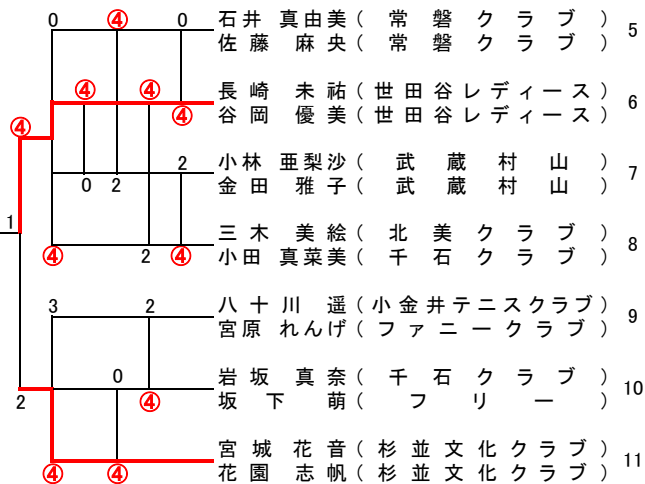 0 ④ 0
石井 真由美 ( 常磐クラブ ) 5
佐藤 麻央 ( 常磐クラブ )
④ ④
長崎 未祐 ( 世田谷レディース ) 6
谷岡 優美 ( 世田谷レディース )
④
④
2
小林 亜梨沙 ( 武蔵村山 ) 7
金田 雅子 ( 武蔵村山 )
0 2
1
三木 美絵 ( 北美クラブ ) 8
小田 真菜美 ( 千石クラブ )
④ 2 ④
3 2
八十川 遥 ( 小金井テニスクラブ ) 9
宮原 れんげ ( ファニークラブ )
0
岩坂 真奈 ( 千石クラブ ) 10
坂下 萌 ( フリー )
2 ④
宮城 花音 ( 杉並文化クラブ ) 11
花園 志帆 ( 杉並文化クラブ )
④ ④